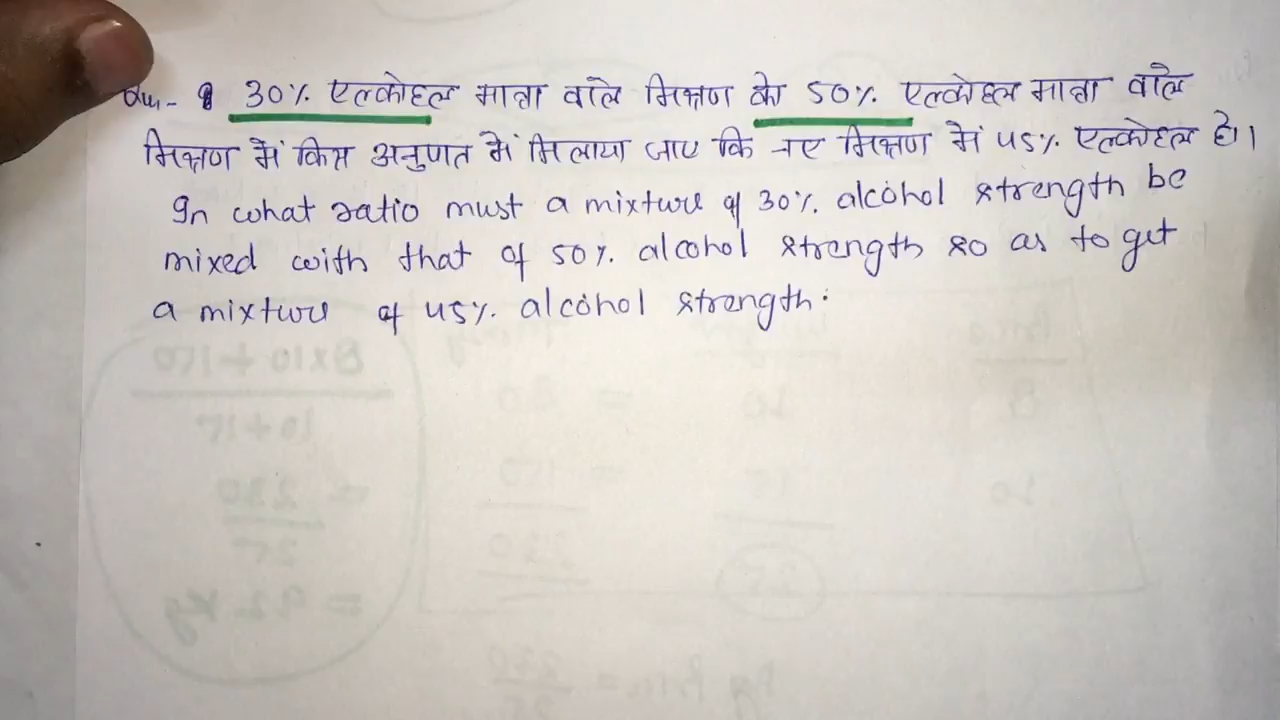 Qu.- 30% एल्कोहल मात्रा वाले मिश्रण को 50% एल्कोहल मात्रा वाले
मिश्रण में किस अनुपात में मिलाया जाए कि नए मिश्रण में 45% एल्कोहल हो।
In what ratio must a mixture of 30% alcohol strength be
mixed with that of 50% alcohol strength so as to get
a mixture of 45% alcohol strength.